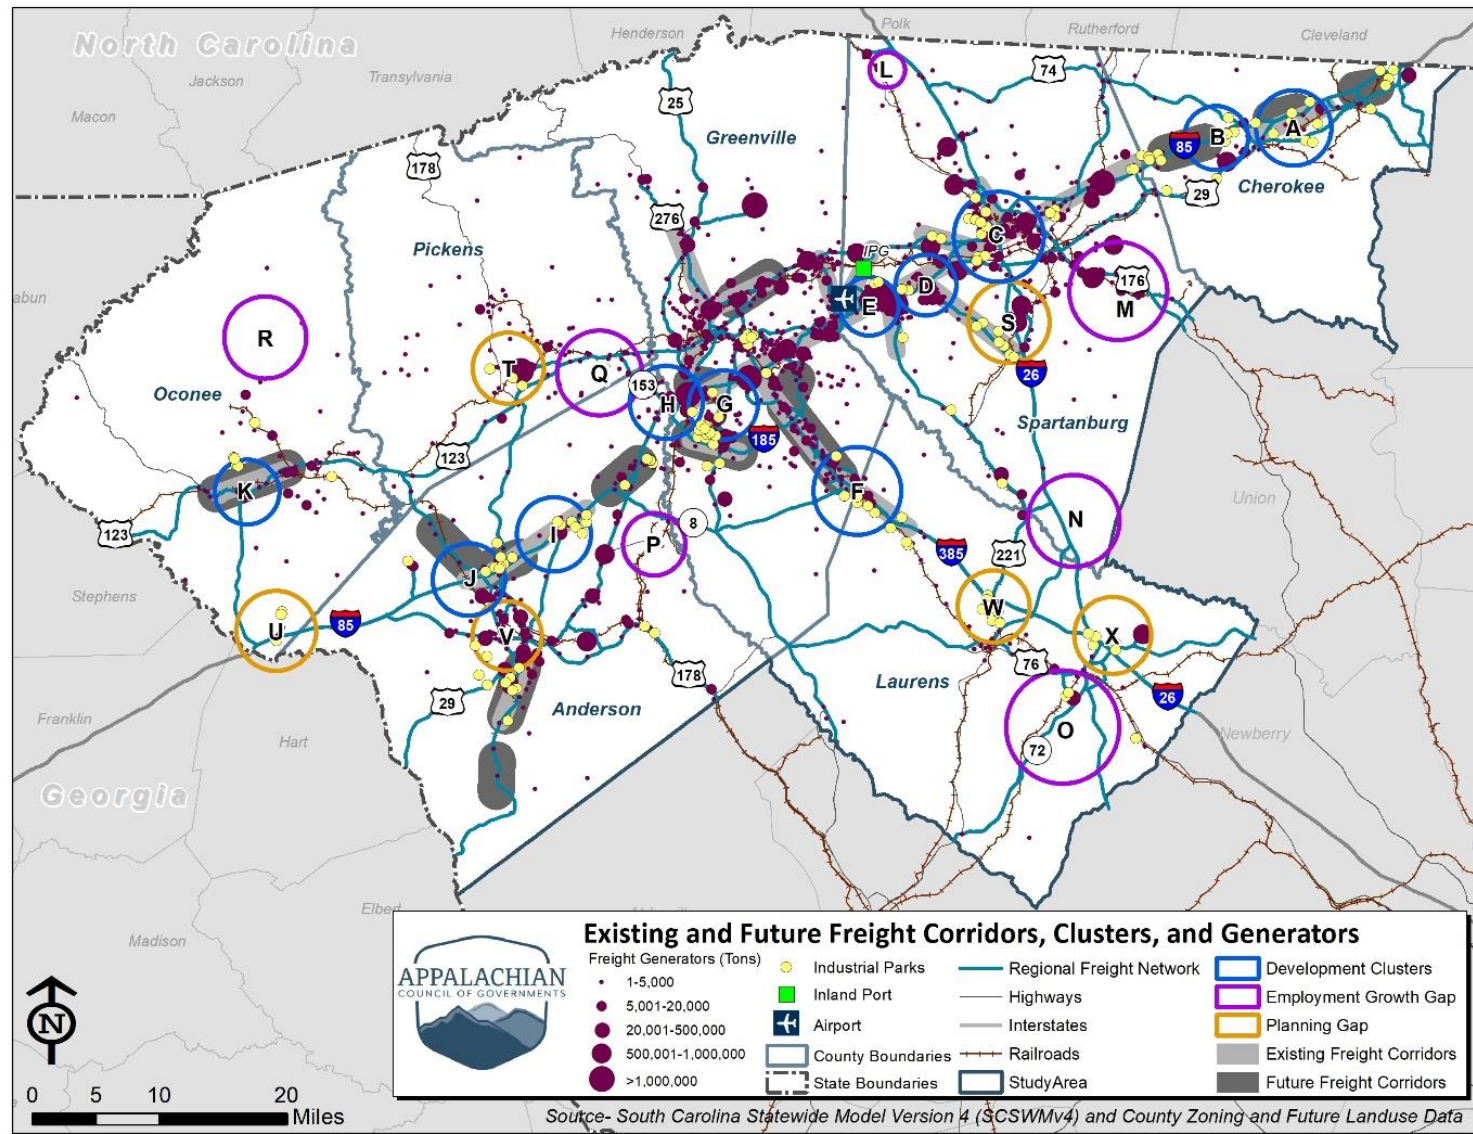 North Carolina
Henderson
Polk
Rutherford
Cleveland
Jackson
Transylvania
Macon
L
74
25
Greenville
B
A
85
178
29
Cherokee
276
Pickens
C
IPG
176
D
E
M
abun
S
R
T
Q
26
Oconee
153
H
G
Spartanburg
185
123
K
F
Union
123
I
8
N
P
385
221
J
Stephens
W
U
85
V
X
76
178
Laurens
29
26
Anderson
Franklin
O
Hart
Newberry
72
Georgia
Elbert
Madison
N
0 5 10 20
Miles
APPALACHIAN
COUNCIL OF GOVERNMENTS
Existing and Future Freight Corridors, Clusters, and Generators
Freight Generators (Tons)
1-5,000
5,001-20,000
20,001-500,000
500,001-1,000,000
>1,000,000
Industrial Parks
Inland Port
Airport
County Boundaries
State Boundaries
Regional Freight Network
Highways
Interstates
Railroads
StudyArea
Development Clusters
Employment Growth Gap
Planning Gap
Existing Freight Corridors
Future Freight Corridors
Source- South Carolina Statewide Model Version 4 (SCSWMv4) and County Zoning and Future Landuse Data